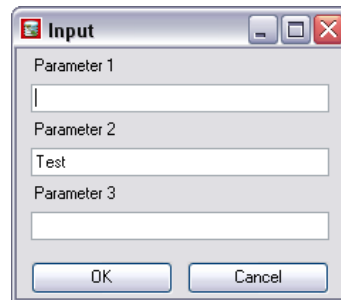 Input
Parameter 1
Parameter 2
Test
Parameter 3
OK Cancel